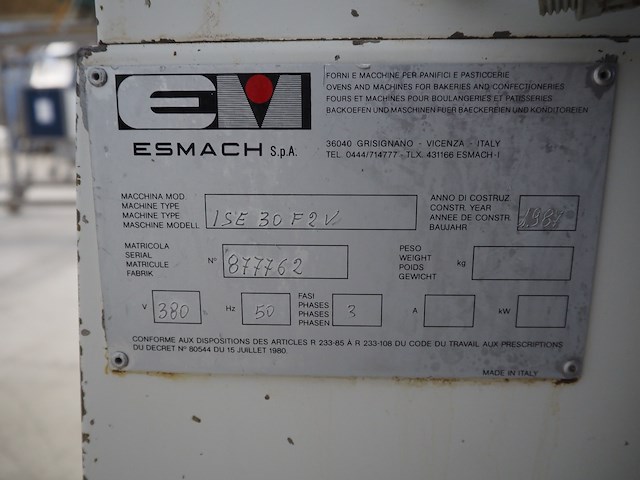 EM
ESMACH S.p.A.
FORNI E MACCHINE PER PANIFICI E PASTICCERIE
OVENS AND MACHINES FOR BAKERIES AND CONFECTIONERIES
FOURS ET MACHINES POUR BOULANGERIES ET PATISSERIES
BACKOEFEN UND MASCHINEN FUER BAECKEREIEN UND KONDITOREIEN
36040 GRISIGNANO - VICENZA - ITALY
TEL. 0444/714777 - TLX. 431166 ESMACH-I
MACCHINA MOD.
MACHINE TYPE
MACHINE TYPE
MASCHINE MODELL
ISE 30 F2V
ANNO DI COSTRUZ.
CONSTR. YEAR
ANNÉE DE CONSTR.
BAUJAHR
1987
MATRICOLA
SERIAL
MATRICULE
FABRIK
Nº 877762
PESO
WEIGHT
POIDS
GEWICHT
kg
V 380
Hz 50
FASI
PHASES
PHASES
PHASEN
3
A
kW
CONFORME AUX DISPOSITIONS DES ARTICLES R 233-85 À R 233-108 DU CODE DU TRAVAIL AUX PRESCRIPTIONS
DU DECRET Nº 80544 DU 15 JUILLET 1980.
MADE IN ITALY